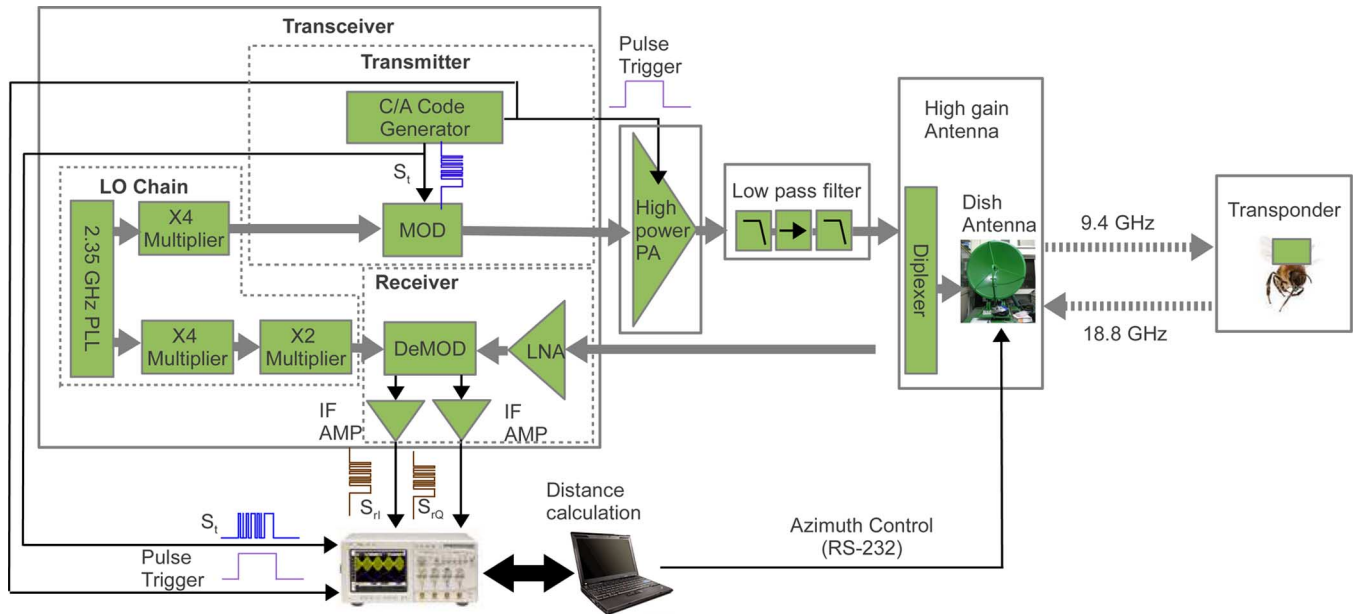 Transceiver
Transmitter
C/A Code
Generator
St
MOD
LO Chain
2.35 GHz PLL
X4
Multiplier
X4
Multiplier
X2
Multiplier
Receiver
DeMOD
LNA
IF
AMP
IF
AMP
Pulse
Trigger
High
power
PA
Low pass filter
High gain
Antenna
Diplexer
Dish
Antenna
9.4 GHz
18.8 GHz
Transponder
SrI
SrQ
St
Pulse
Trigger
Distance
calculation
Azimuth Control
(RS-232)